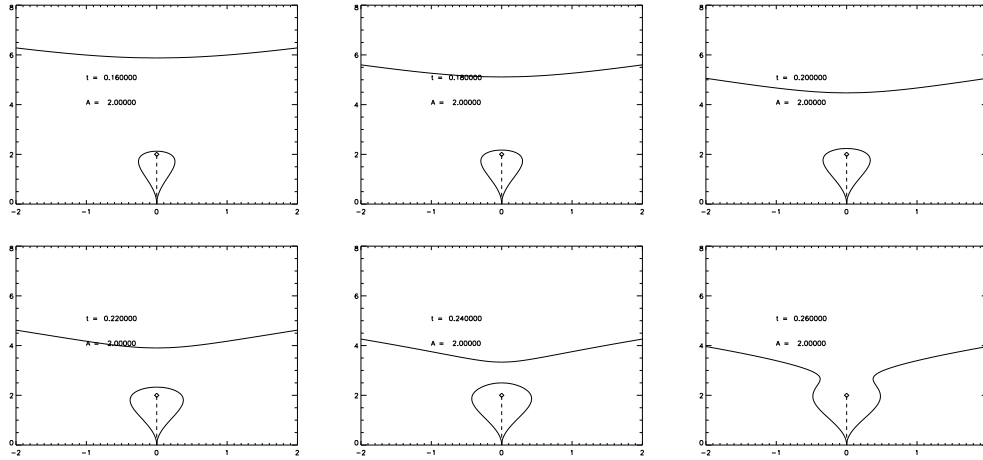 8
6
t = 0.160000
4
A = 2.00000
2
0
-2 -1 0 1 2
8
6
t = 0.180000
4
A = 2.00000
2
0
-2 -1 0 1 2
8
6
t = 0.200000
4
A = 2.00000
2
0
-2 -1 0 1 2
8
6
t = 0.220000
4
A = 2.00000
2
0
-2 -1 0 1 2
8
6
t = 0.240000
4
A = 2.00000
2
0
-2 -1 0 1 2
8
6
t = 0.260000
4
A = 2.00000
2
0
-2 -1 0 1 2